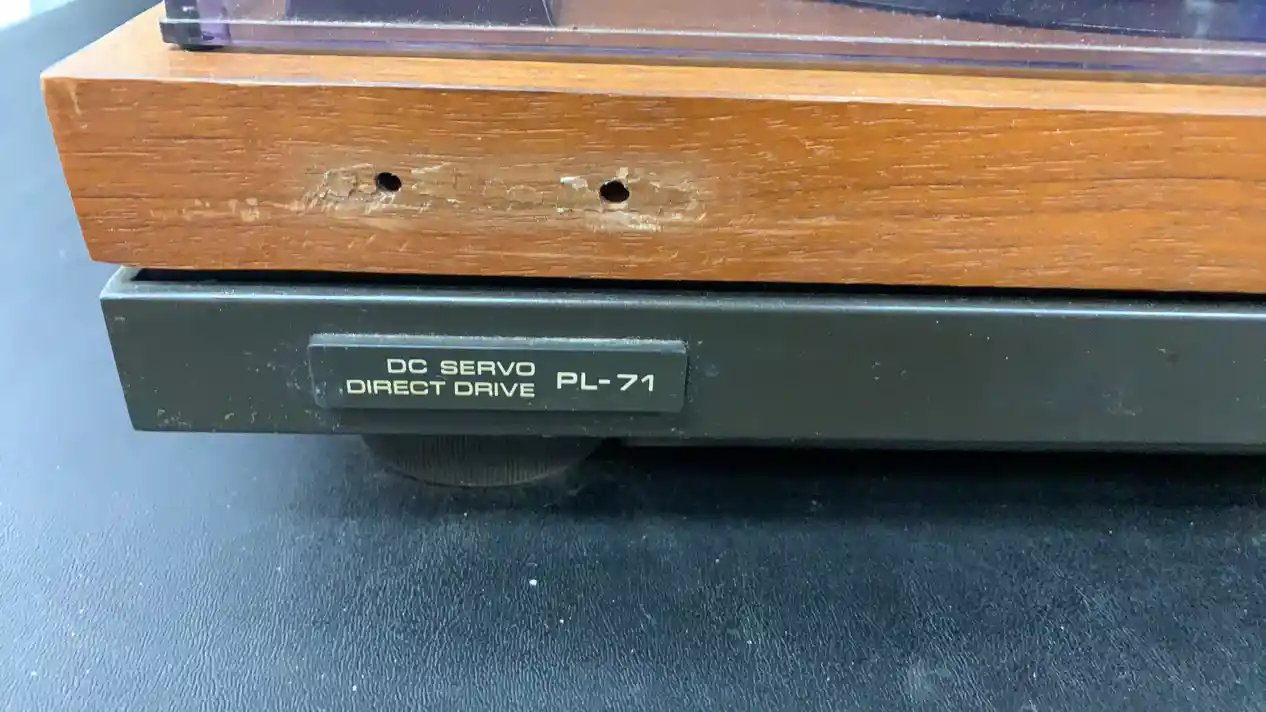 DC SERVO
DIRECT DRIVE PL-71